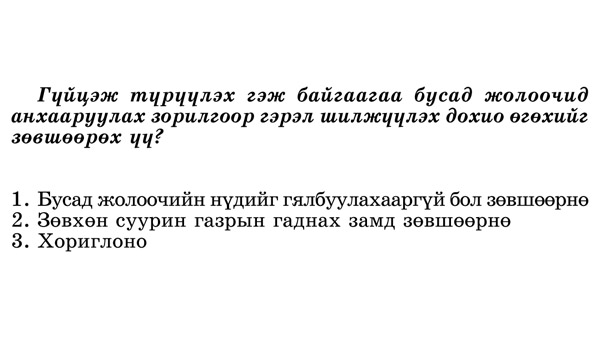 Гүйцэж түрүүлэх гэж байгаагаа бусад жолоочид
анхааруулах зорилгоор гэрэл шилжүүлэх дохио өгөхийг
зөвшөөрөх үү?
1. Бусад жолоочийн нүдийг гялбуулахааргүй бол зөвшөөрнө
2. Зөвхөн суурин газрын гаднах замд зөвшөөрнө
3. Хориглоно